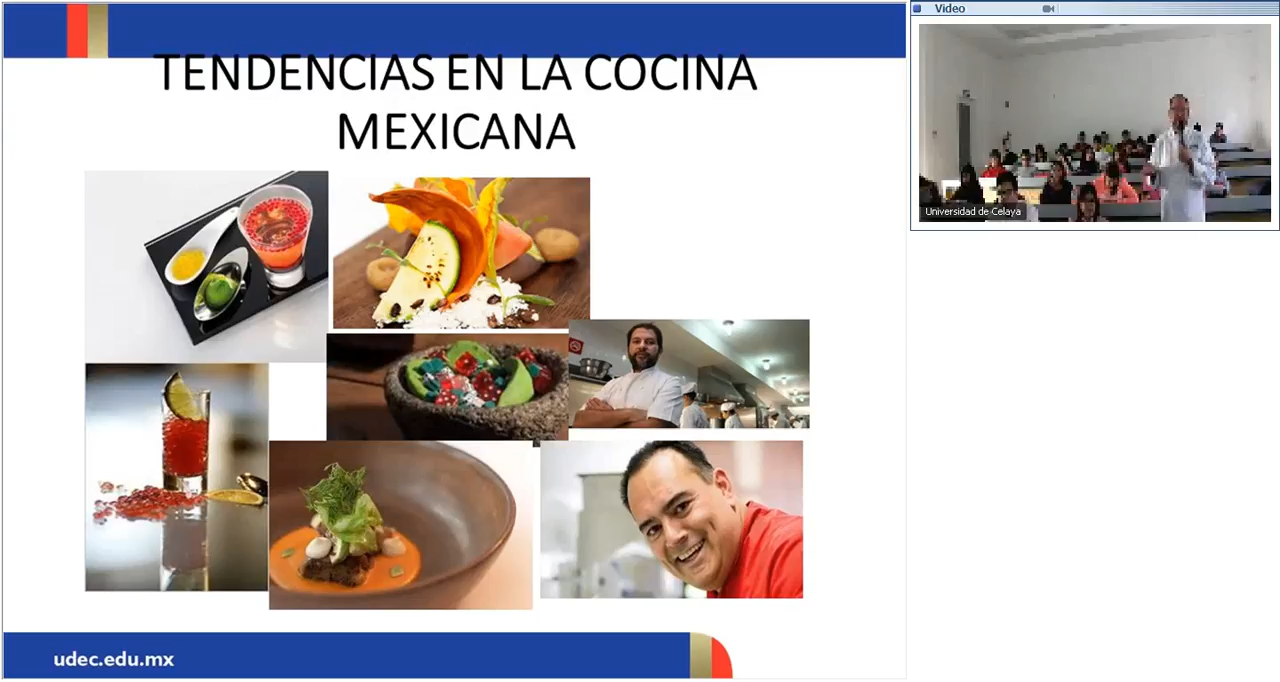 Video
TENDENCIAS EN LA COCINA
MEXICANA
Universidad de Celaya
udec.edu.mx